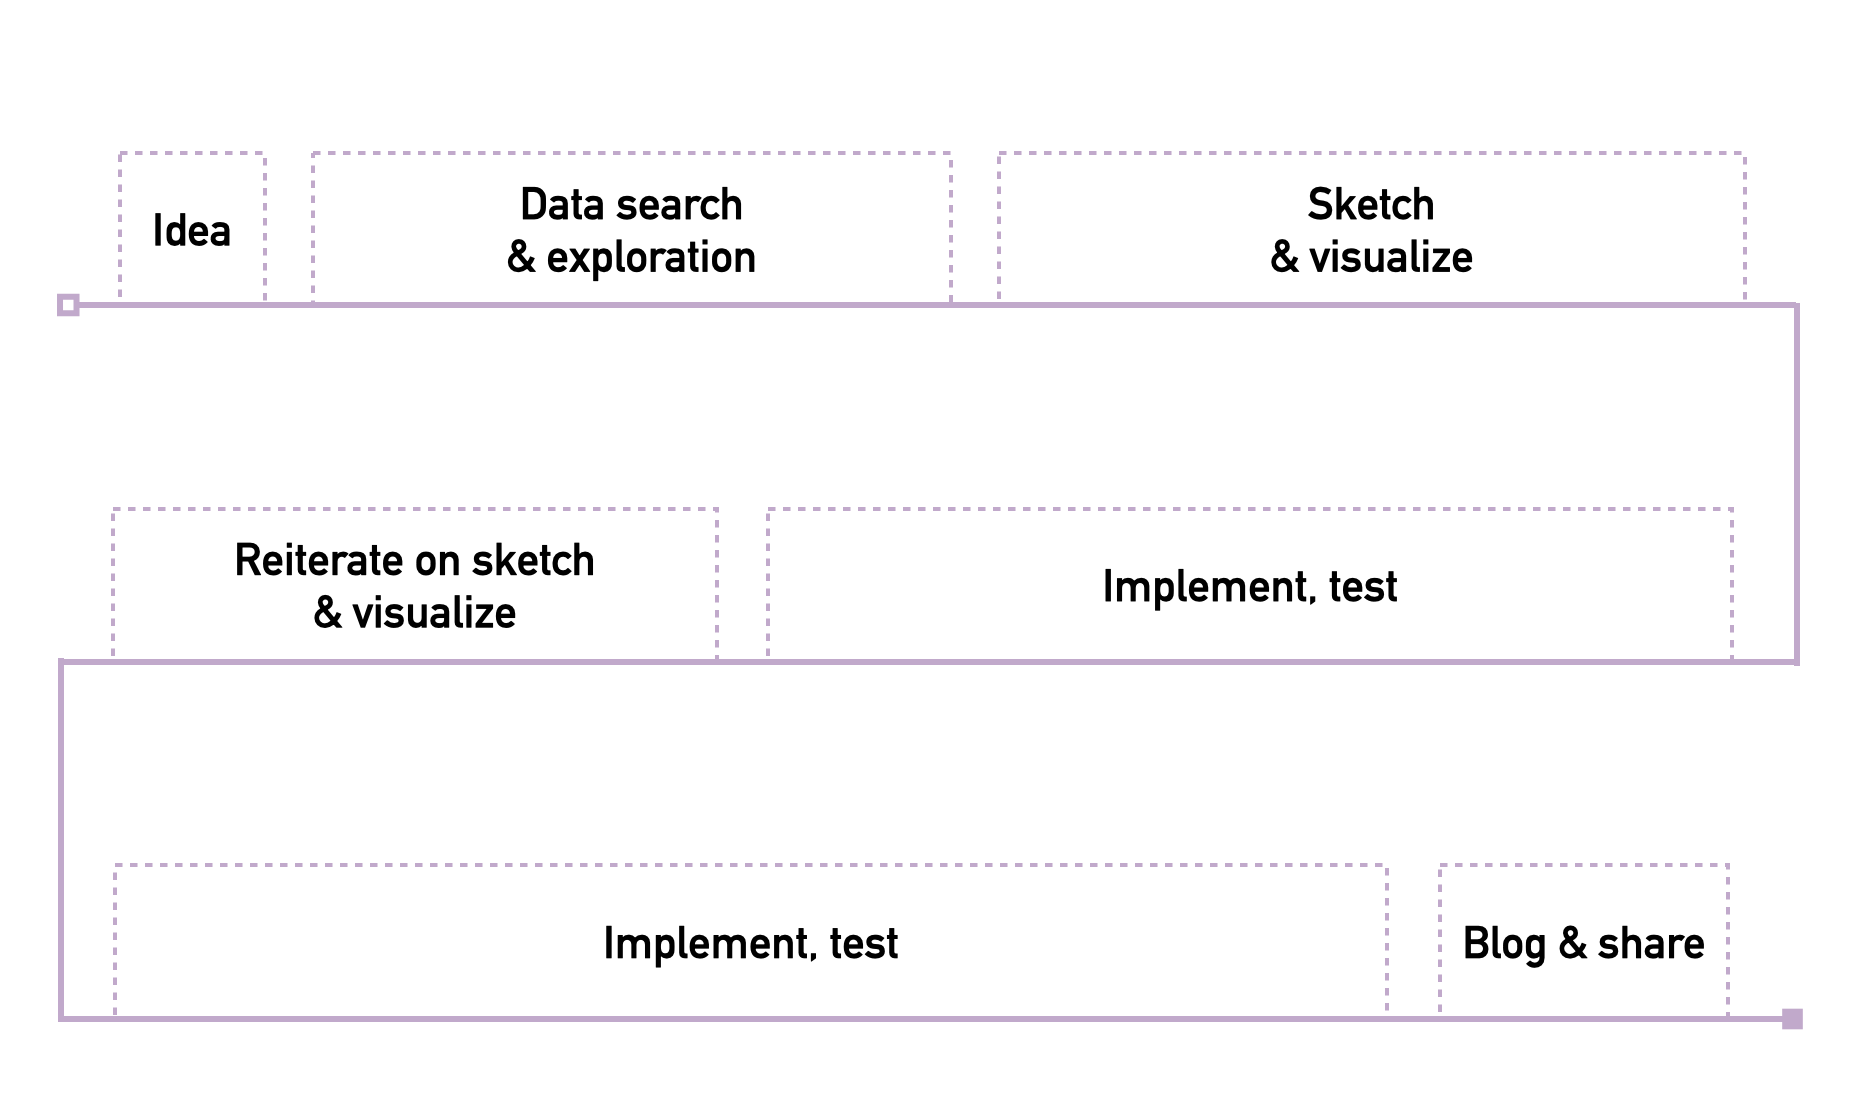 Idea
Data search
& exploration
Sketch
& visualize
Reiterate on sketch
& visualize
Implement, test
Implement, test
Blog & share